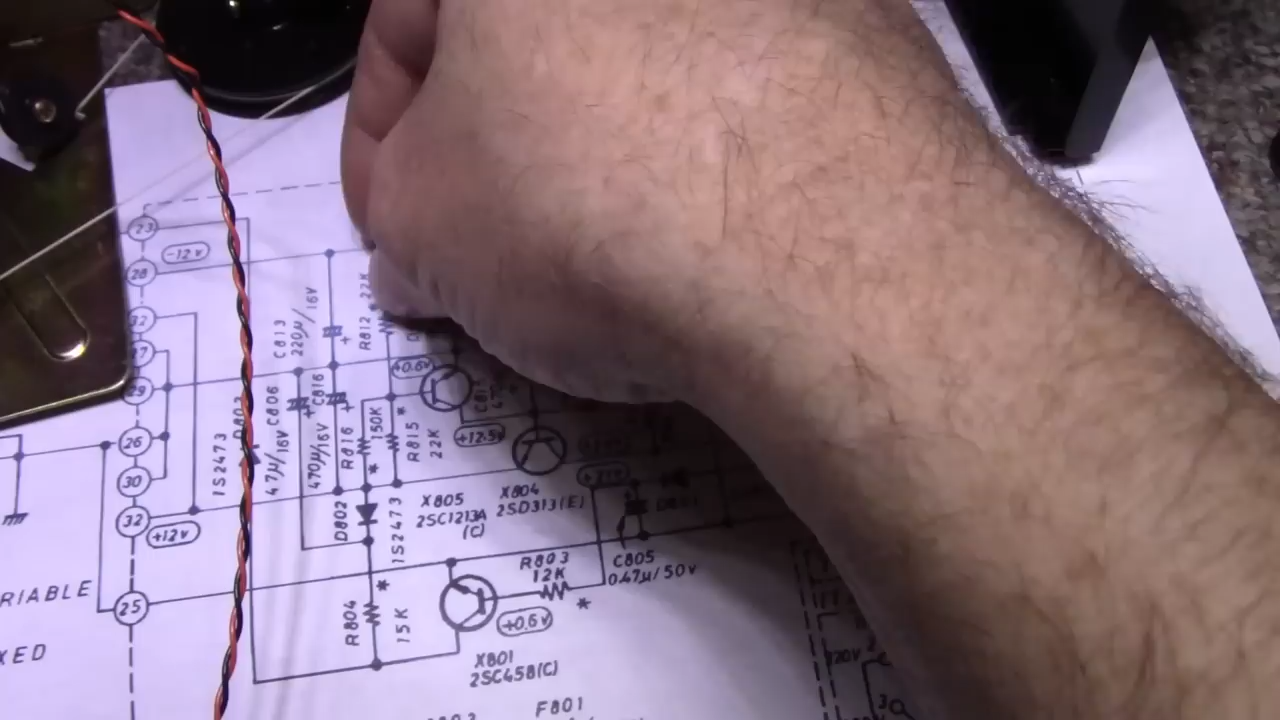 23
-12V
28
32
27
29
26
30
32
+12V
25
RIABLE
XED
C813
220μ/16V
R812 22K
+0.6V
C806
47μ/16V
C816
470μ/16V
R816
150K
*
R815
22K
*
+12.5V
1S2473
D802
1S2473
X805
2SC1213A
(C)
X804
2SD313(E)
R803
12K
*
C805
0.47μ/50V
R804
15K
*
+0.6V
X801
2SC458(C)
F801